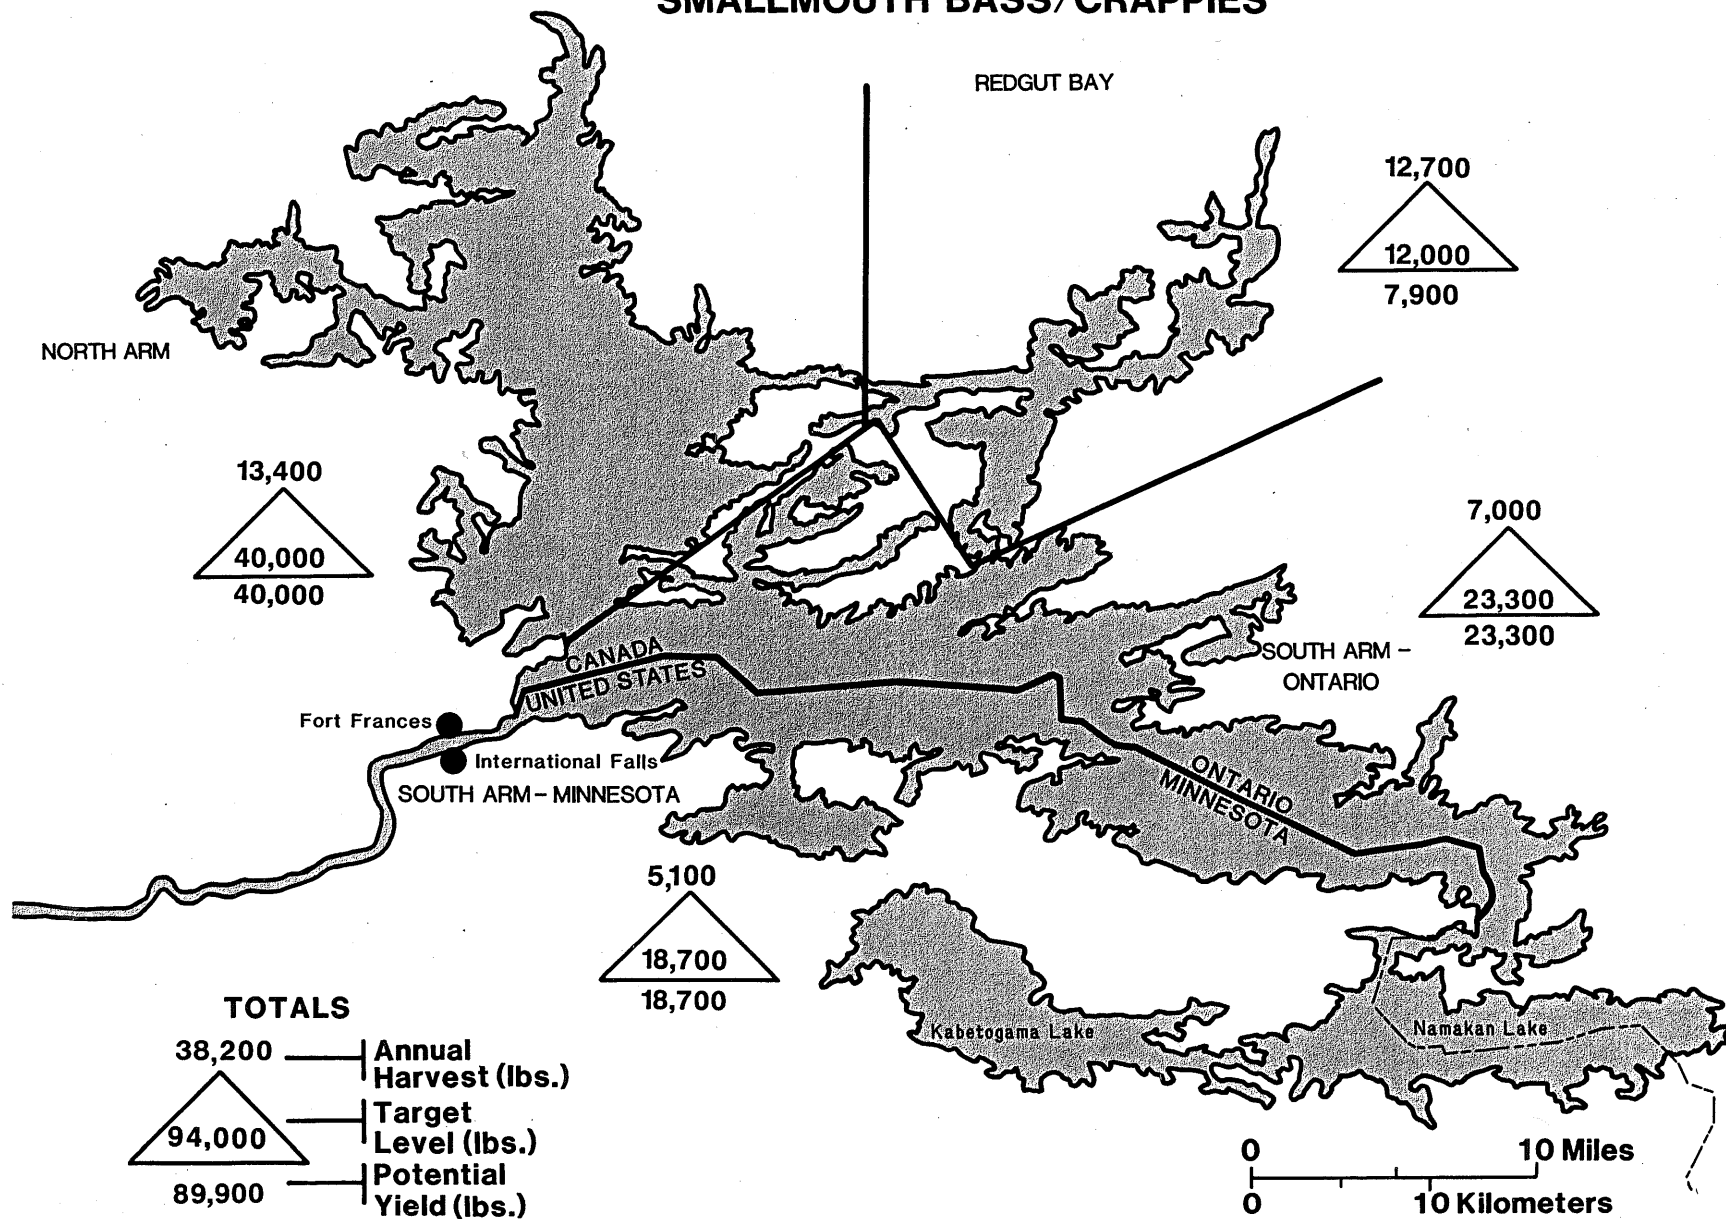 SMALLMOUTH BASS/CRAPPIES
REDGUT BAY
12,700
12,000
7,900
NORTH ARM
13,400
40,000
40,000
7,000
23,300
23,300
SOUTH ARM –
ONTARIO
CANADA
UNITED STATES
Fort Frances
International Falls
SOUTH ARM – MINNESOTA
ONTARIO
MINNESOTA
5,100
18,700
18,700
Kabetogama Lake
Namakan Lake
TOTALS
38,200
Annual
Harvest (lbs.)
94,000
Target
Level (lbs.)
89,900
Potential
Yield (lbs.)
0 10 Miles
0 10 Kilometers